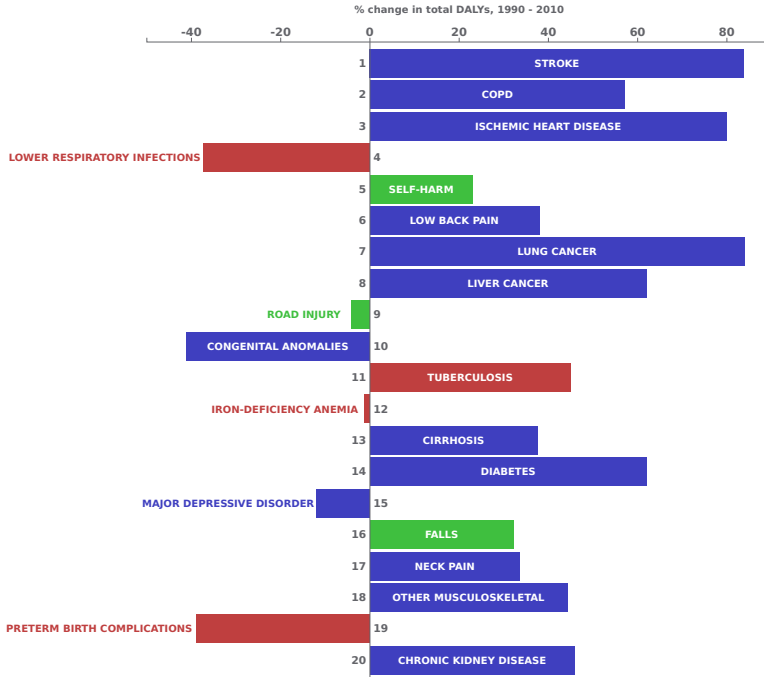 % change in total DALYs, 1990 - 2010
-40 -20 0 20 40 60 80
1 STROKE
2 COPD
3 ISCHEMIC HEART DISEASE
LOWER RESPIRATORY INFECTIONS 4
5 SELF-HARM
6 LOW BACK PAIN
7 LUNG CANCER
8 LIVER CANCER
ROAD INJURY 9
CONGENITAL ANOMALIES 10
11 TUBERCULOSIS
IRON-DEFICIENCY ANEMIA 12
13 CIRRHOSIS
14 DIABETES
MAJOR DEPRESSIVE DISORDER 15
16 FALLS
17 NECK PAIN
18 OTHER MUSCULOSKELETAL
PRETERM BIRTH COMPLICATIONS 19
20 CHRONIC KIDNEY DISEASE